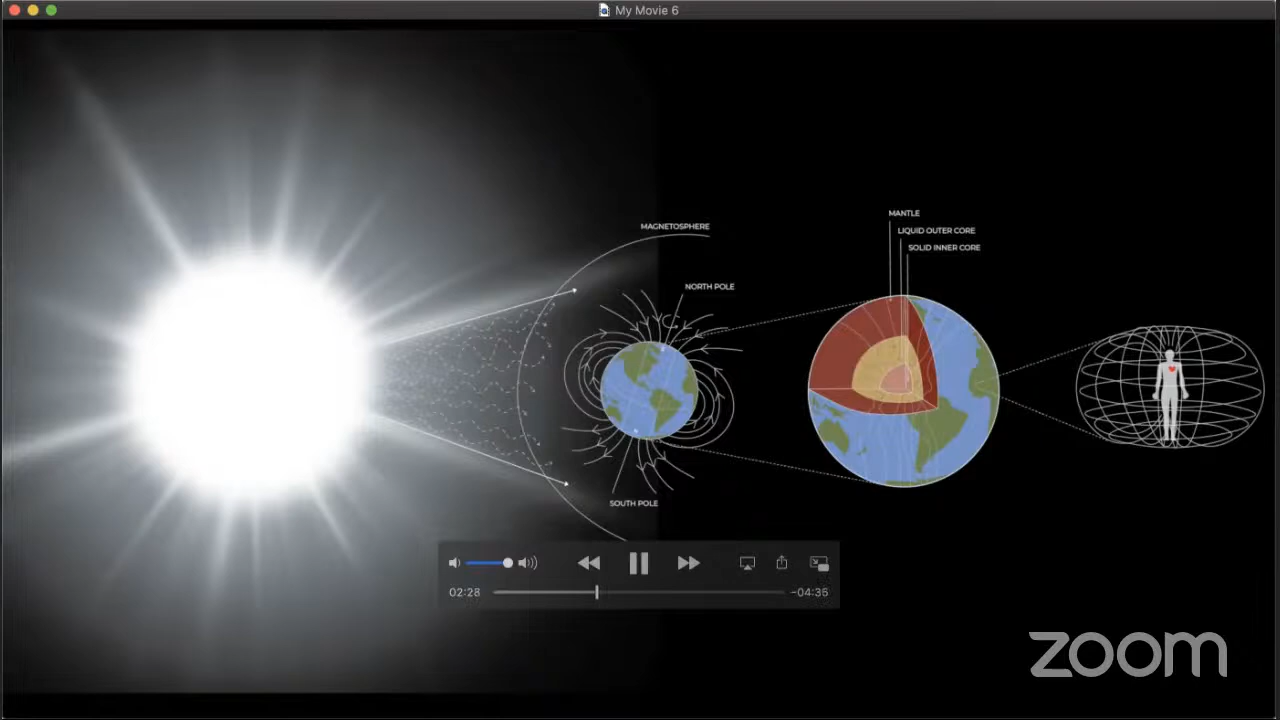 My Movie 6
MANTLE
MAGNETOSPHERE
LIQUID OUTER CORE
SOLID INNER CORE
NORTH POLE
SOUTH POLE
02:28
-04:36
zoom